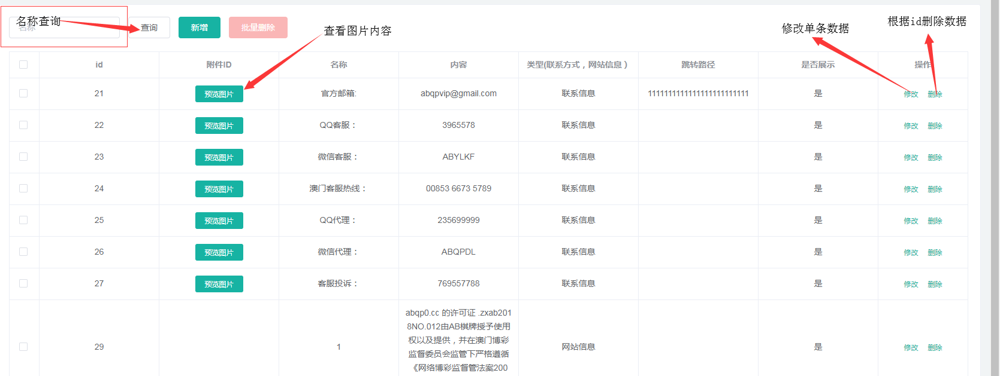 名称查询
名称
查询
新增
批量删除
查看图片内容
修改单条数据
根据id删除数据
id 附件ID 名称 内容 类型(联系方式，网站信息） 跳转路径 是否展示 操作
21 预览图片 官方邮箱: abqpvip@gmail.com 联系信息 1111111111111111111111111 是 修改 删除
22 预览图片 QQ客服： 3965578 联系信息 是 修改 删除
23 预览图片 微信客服： ABYLKF 联系信息 是 修改 删除
24 预览图片 澳门客服热线： 00853 6673 5789 联系信息 是 修改 删除
25 预览图片 QQ代理： 235699999 联系信息 是 修改 删除
26 预览图片 微信代理： ABQPDL 联系信息 是 修改 删除
27 预览图片 客服投诉： 769557788 联系信息 是 修改 删除
abqp0.cc 的许可证 .zxab201
8NO.012由AB棋牌授予使用
权以及提供，并在澳门博彩
29 1 监督委员会监管下严格遵循 网站信息 是 修改 删除
《网络博彩监督管法案200